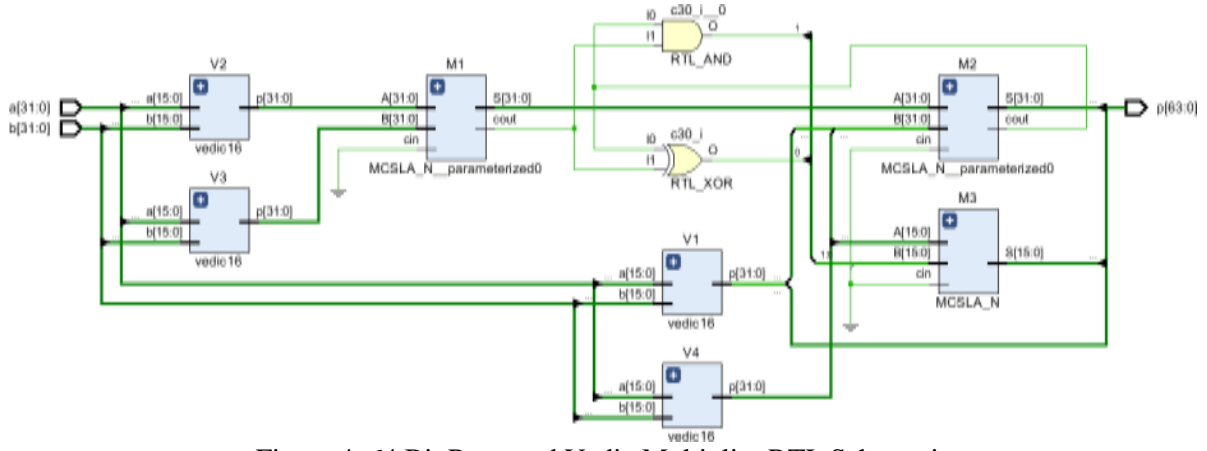 c30_i__0
I0
O
I1
1
RTL_AND
V2
M1
M2
a[31:0]
b[31:0]
a(15:0]
p[31:0]
b[15:0]
vedic16
A[31:0]
S[31:0]
B[31:0]
cout
cin
MCSLA_N__parameterized0
c30_i
I0
O
I1
0
RTL_XOR
A[31:0]
S[31:0]
B[31:0]
cout
cin
MCSLA_N__parameterized0
p[63:0]
V3
a[15:0]
p[31:0]
b[15:0]
vedic16
M3
A[15:0]
B[15:0]
S[15:0]
cin
MCSLA_N
V1
a[15:0]
p[31:0]
b[15:0]
vedic16
V4
a[15:0]
p[31:0]
b[15:0]
vedic16